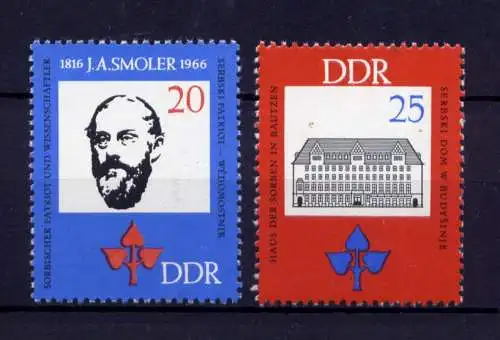 1816 J.A.SMOLER 1966
20
SORBISCHER PATRIOT UND WISSENSCHAFTLER
SERBSKI PATRIOT – WĚDOMOSTNIK
DDR
DDR
25
HAUS DER SORBEN IN BAUTZEN
SERBSKI DOM W BUDYŠINJE